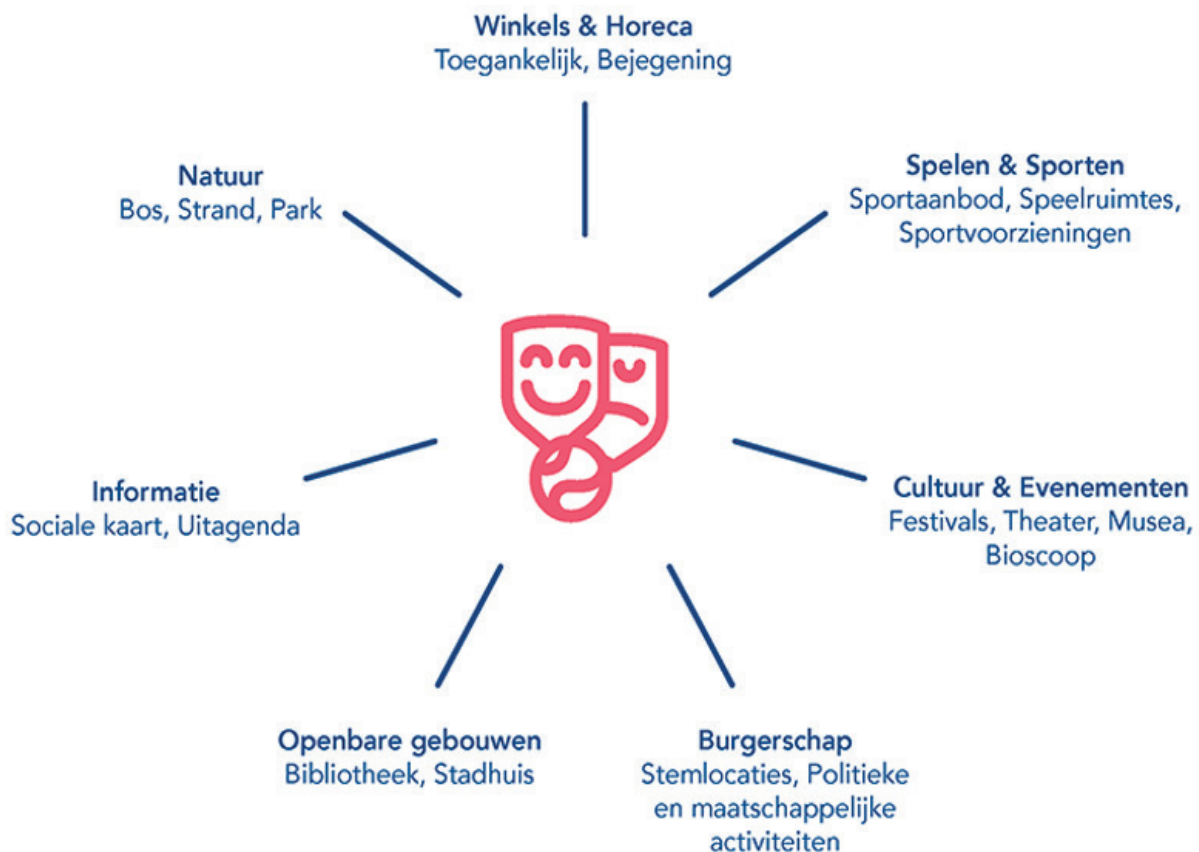 Winkels & Horeca
Toegankelijk, Bejegening
Spelen & Sporten
Sportaanbod, Speelruimtes,
Sportvoorzieningen
Cultuur & Evenementen
Festivals, Theater, Musea,
Bioscoop
Burgerschap
Stemlocaties, Politieke
en maatschappelijke
activiteiten
Openbare gebouwen
Bibliotheek, Stadhuis
Informatie
Sociale kaart, Uitagenda
Natuur
Bos, Strand, Park